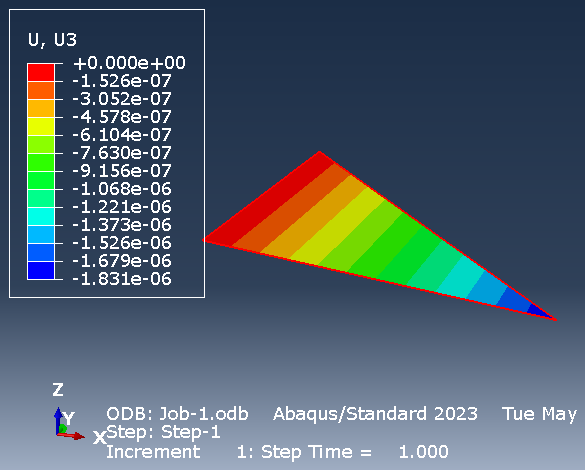 U, U3
+0.000e+00
-1.526e-07
-3.052e-07
-4.578e-07
-6.104e-07
-7.630e-07
-9.156e-07
-1.068e-06
-1.221e-06
-1.373e-06
-1.526e-06
-1.679e-06
-1.831e-06
Z
Y
X
ODB: Job-1.odb Abaqus/Standard 2023 Tue May
Step: Step-1
Increment 1: Step Time = 1.000